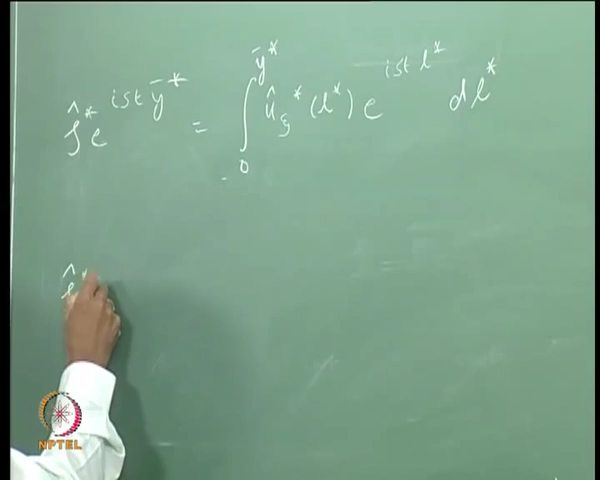 ζ̂* e^{ist ȳ*} = ∫₀^{ȳ*} û_ξ* (l*) e^{ist l*} dl*
NPTEL